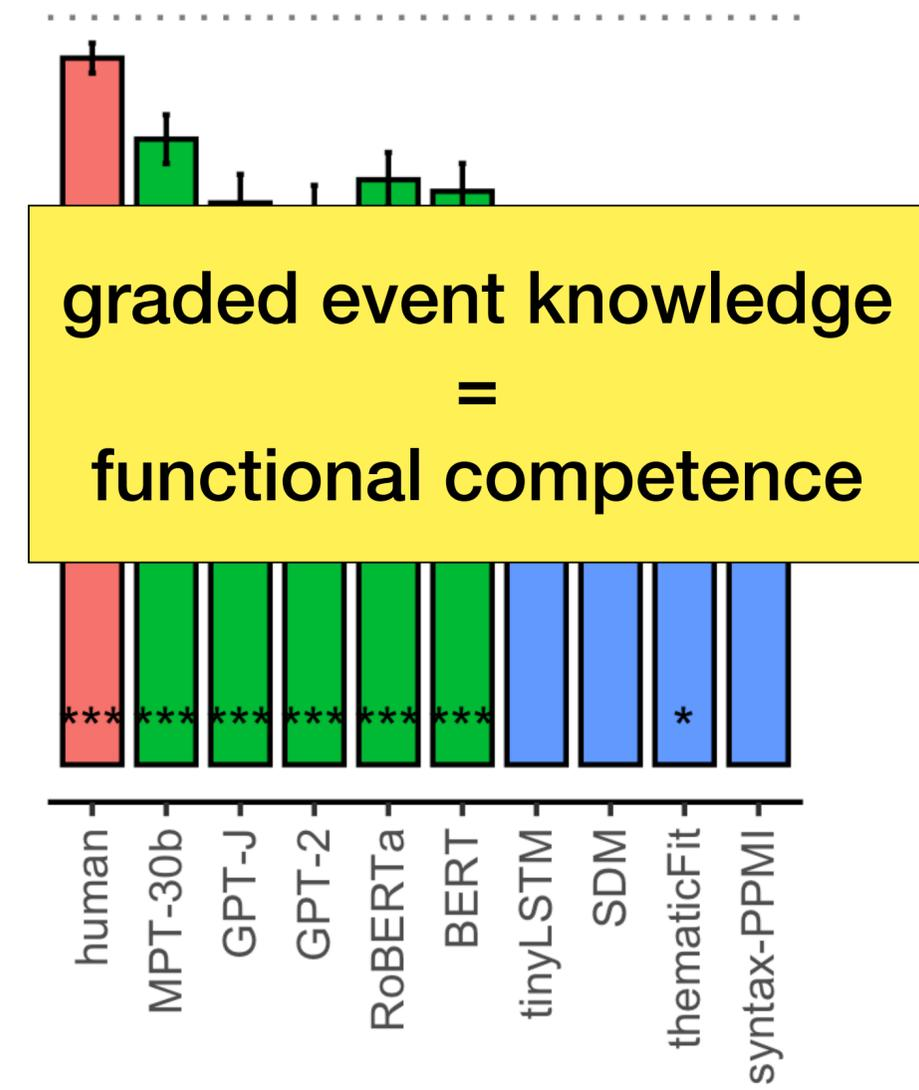 graded event knowledge
=
functional competence
*** *** *** *** *** *** *
human
MPT-30b
GPT-J
GPT-2
RoBERTa
BERT
tinyLSTM
SDM
thematicFit
syntax-PPMI